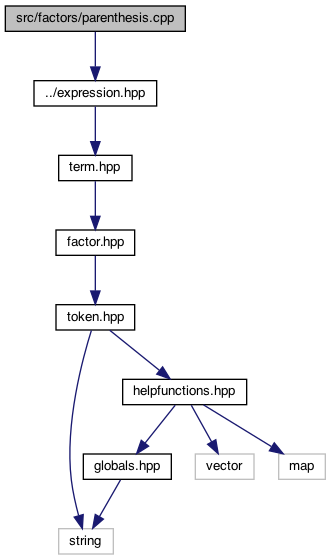 src/factors/parenthesis.cpp
../expression.hpp
term.hpp
factor.hpp
token.hpp
helpfunctions.hpp
globals.hpp
vector
map
string